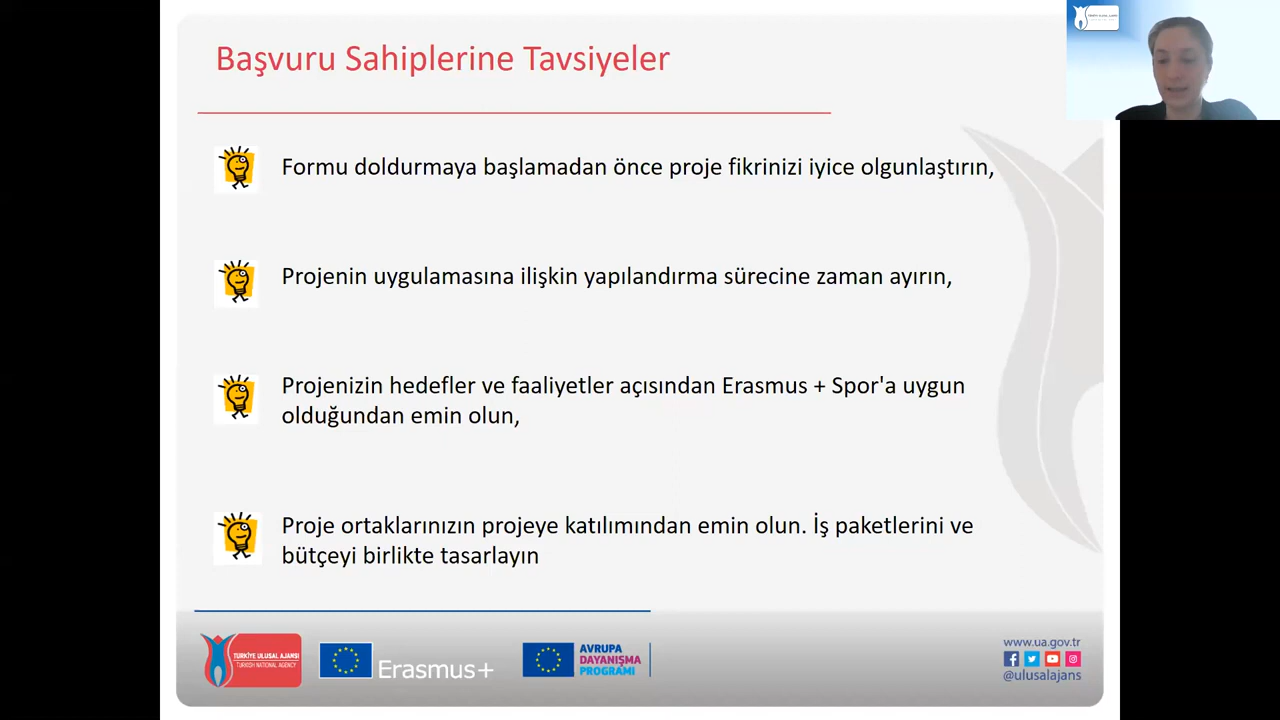 Başvuru Sahiplerine Tavsiyeler
Formu doldurmaya başlamadan önce proje fikrinizi iyice olgunlaştırın,
Projenin uygulamasına ilişkin yapılandırma sürecine zaman ayırın,
Projenizin hedefler ve faaliyetler açısından Erasmus + Spor'a uygun
olduğundan emin olun,
Proje ortaklarınızın projeye katılımından emin olun. İş paketlerini ve
bütçeyi birlikte tasarlayın
TÜRKİYE ULUSAL AJANSI
TURKISH NATIONAL AGENCY
Erasmus+
AVRUPA
DAYANIŞMA
PROGRAMI
www.ua.gov.tr
@ulusalajans